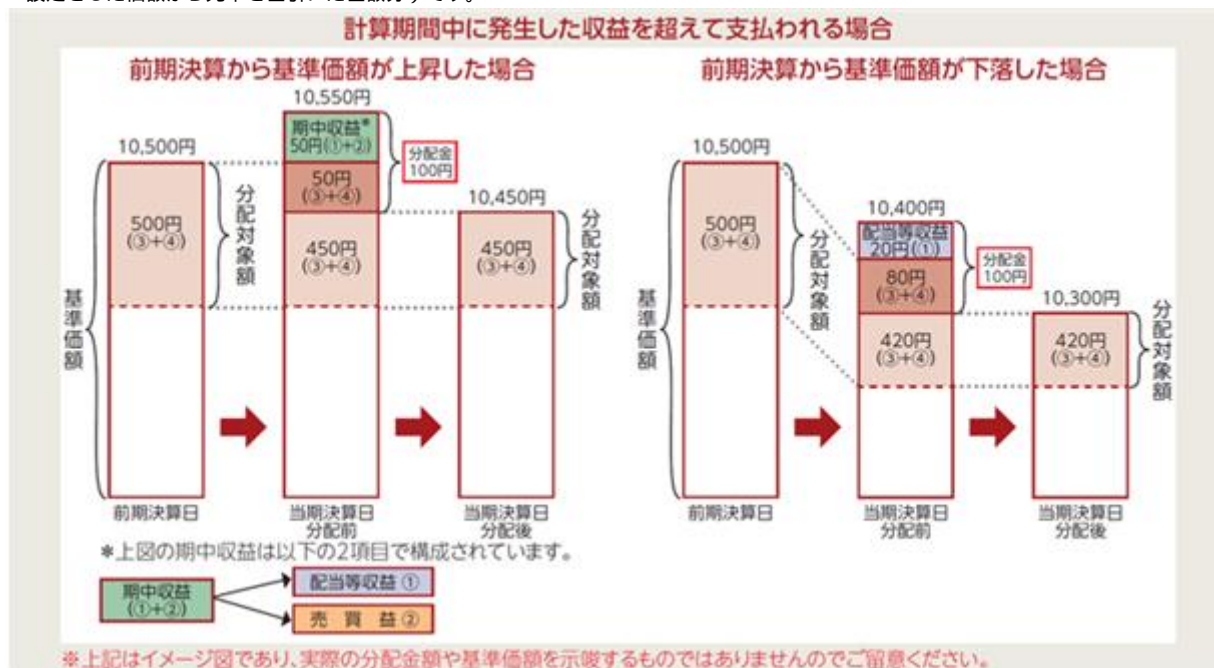 計算期間中に発生した収益を超えて支払われる場合
前期決算から基準価額が上昇した場合
10,550円
10,500円
期中収益*
50円(①+②)
分配金
100円
50円
(③+④)
500円
(③+④)
分配対象額
10,450円
450円
(③+④)
450円
(③+④)
分配対象額
基準価額
前期決算日
当期決算日
分配前
当期決算日
分配後
*上図の期中収益は以下の2項目で構成されています。
期中収益
(①+②)
配当等収益 ①
売 買 益 ②
前期決算から基準価額が下落した場合
10,500円
500円
(③+④)
分配対象額
10,400円
配当等収益
20円(①)
分配金
100円
80円
(③+④)
420円
(③+④)
10,300円
420円
(③+④)
分配対象額
基準価額
前期決算日
当期決算日
分配前
当期決算日
分配後
※上記はイメージ図であり、実際の分配金額や基準価額を示唆するものではありませんのでご留意ください。